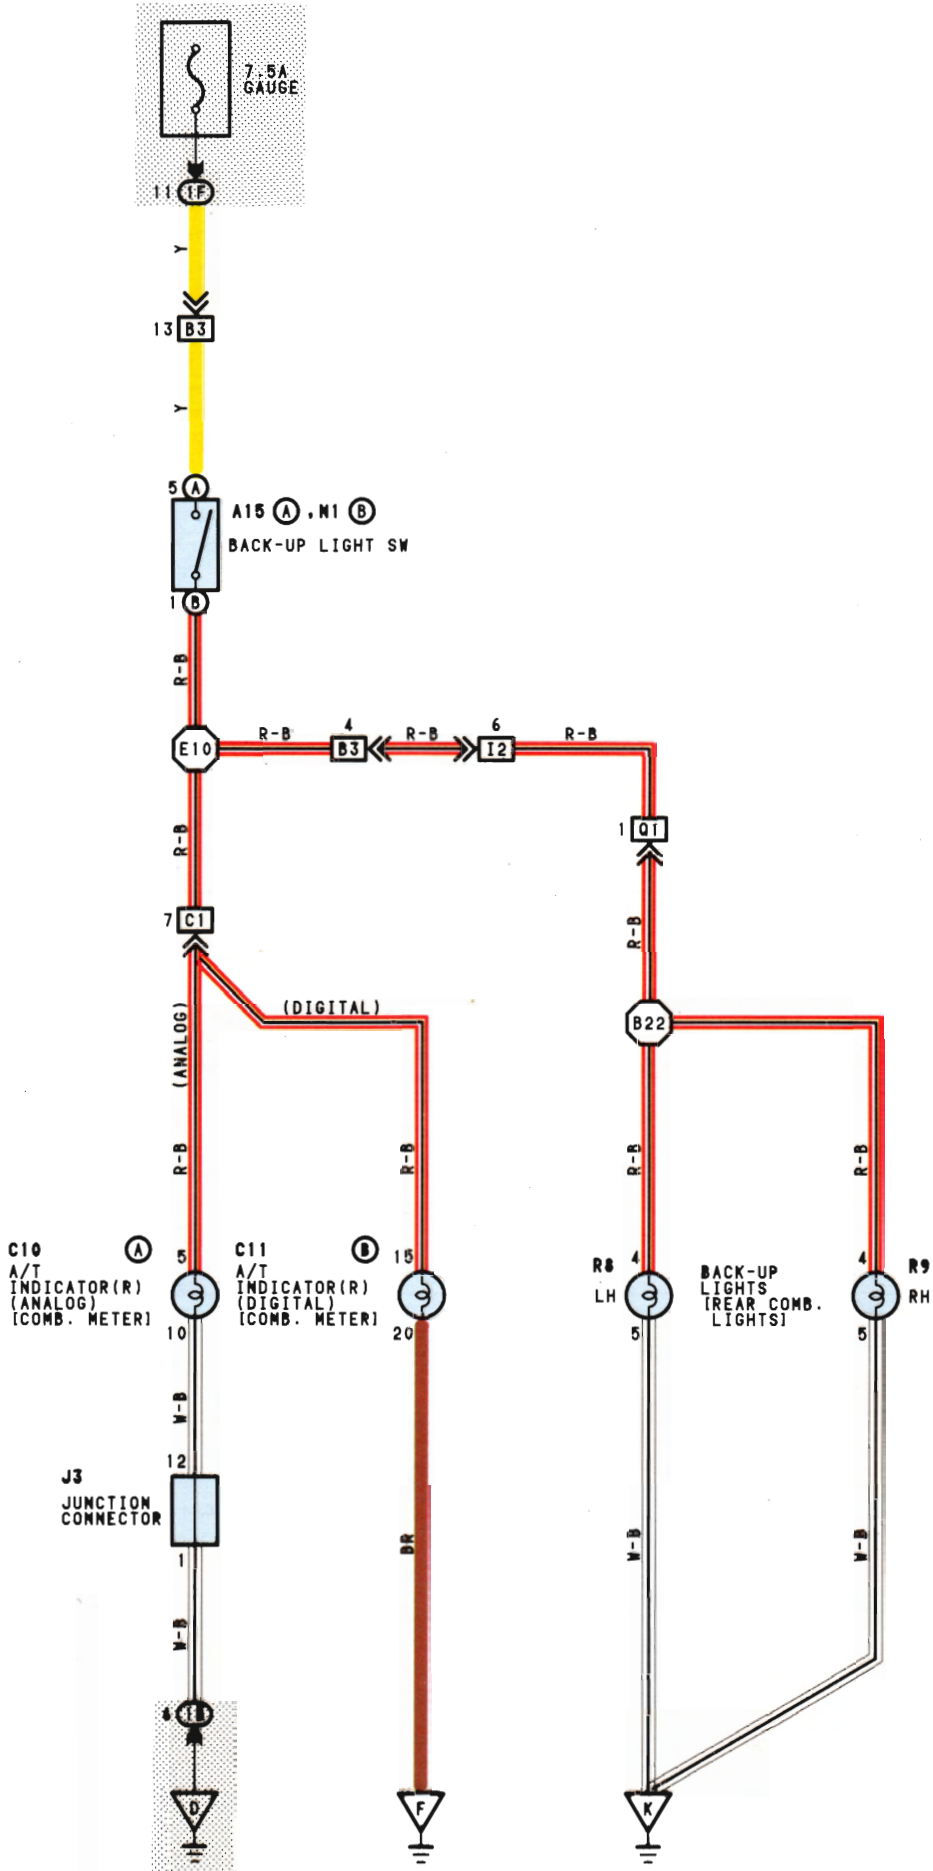 7.5A
GAUGE
11 1F
Y
13 B3
Y
5 A
A15 A , N1 B
BACK-UP LIGHT SW
1 B
R-B
E10
R-B
4
B3
R-B
6
I2
R-B
R-B
1 Q1
7 C1
R-B
(DIGITAL)
(ANALOG)
B22
R-B
R-B
R-B
R-B
C10
A/T
INDICATOR(R)
(ANALOG)
[COMB. METER]
A
5
10
C11
A/T
INDICATOR(R)
(DIGITAL)
[COMB. METER]
B
15
20
R8
LH
4
5
BACK-UP
LIGHTS
[REAR COMB.
LIGHTS]
4
5
R9
RH
W-B
12
J3
JUNCTION
CONNECTOR
1
BR
W-B
W-B
W-B
D
F
K